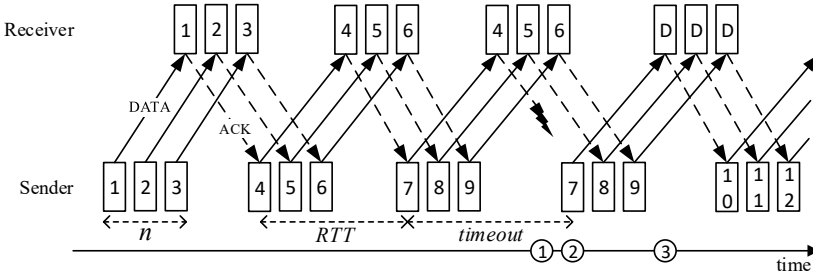 Receiver 1 2 3 4 5 6 4 5 6 D D D
DATA
ACK
Sender 1 2 3 4 5 6 7 8 9 7 8 9 10 11 12
n RTT timeout
1 2 3
time